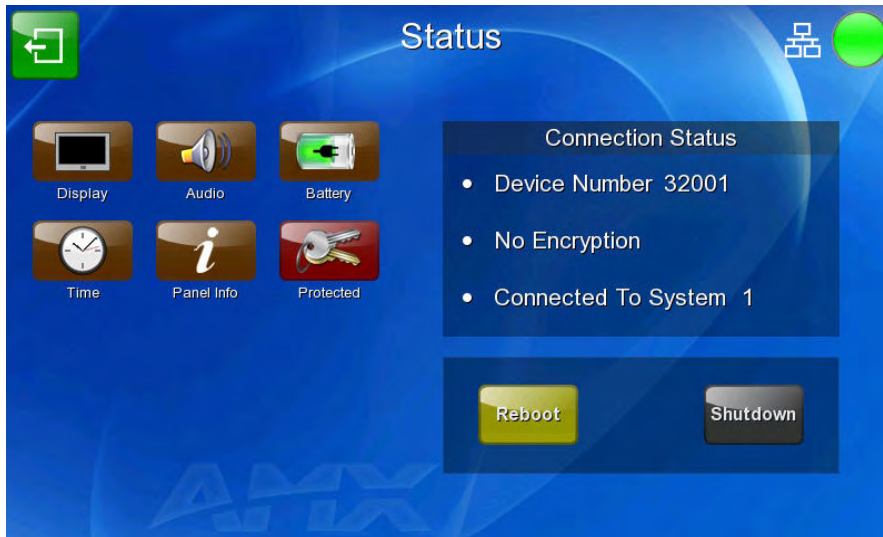 Status
Display Audio Battery
Time Panel Info Protected
Connection Status
• Device Number 32001
• No Encryption
• Connected To System 1
Reboot Shutdown
AMX